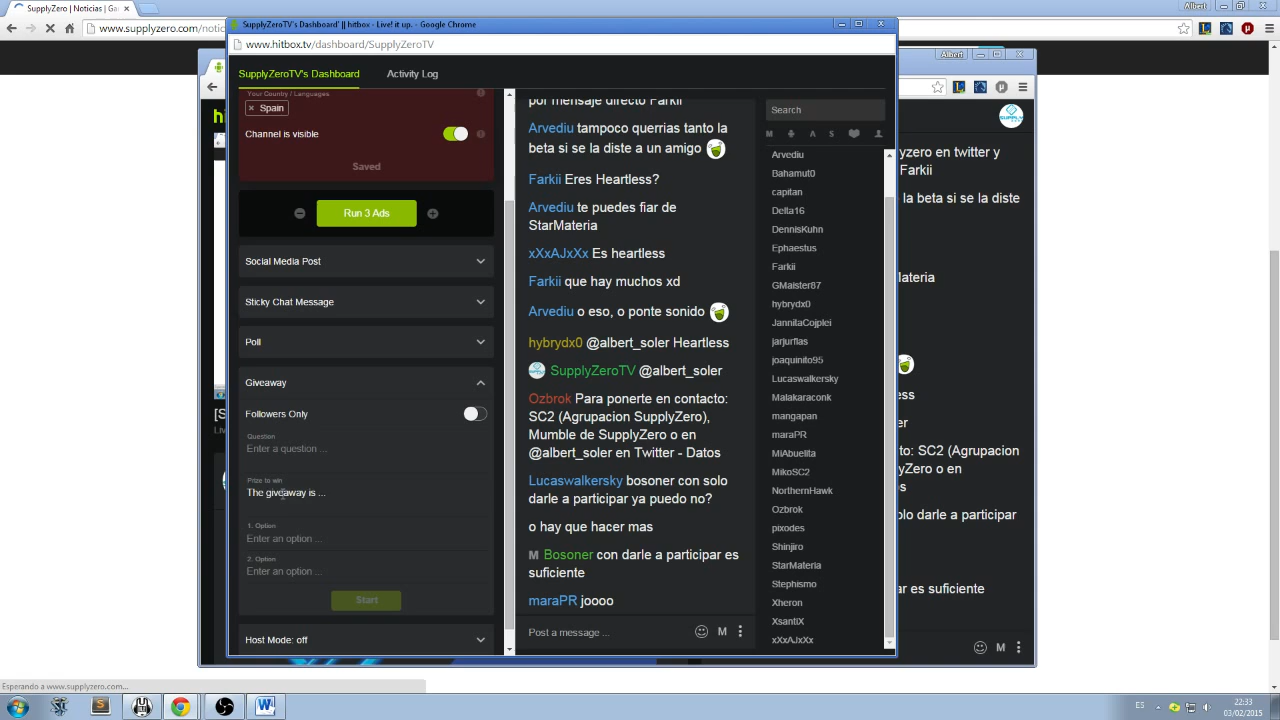 SupplyZero | Noticias | Ga
Albert
www.supplyzero.com/notic
SupplyZeroTV's Dashboard' || hitbox - Live! it up. - Google Chrome
www.hitbox.tv/dashboard/SupplyZeroTV
Albert
SupplyZeroTV's Dashboard
Activity Log
Your Country / Languages
× Spain
Channel is visible
Saved
Run 3 Ads
Social Media Post
Sticky Chat Message
Poll
Giveaway
Followers Only
Question
Enter a question ...
Prize to win
The giveaway is ...
1. Option
Enter an option ...
2. Option
Enter an option ...
Start
Host Mode: off
por mensaje directo Farkii
Arvediu tampoco querrias tanto la
beta si se la diste a un amigo
Farkii Eres Heartless?
Arvediu te puedes fiar de
StarMateria
xXxAJxXx Es heartless
Farkii que hay muchos xd
Arvediu o eso, o ponte sonido
hybrydx0 @albert_soler Heartless
SupplyZeroTV @albert_soler
Ozbrok Para ponerte en contacto:
SC2 (Agrupacion SupplyZero),
Mumble de SupplyZero o en
@albert_soler en Twitter - Datos
Lucaswalkersky bosoner con solo
darle a participar ya puedo no?
o hay que hacer mas
M Bosoner con darle a participar es
suficiente
maraPR joooo
Post a message ...
M
Search
M A S
Arvediu
Bahamut0
capitan
Delta16
DennisKuhn
Ephaestus
Farkii
GMaister87
hybrydx0
JannitaCojplei
jarjurflas
joaquinito95
Lucaswalkersky
Malakaraconk
mangapan
maraPR
MiAbuelita
MikoSC2
NorthernHawk
Ozbrok
pixodes
Shinjiro
StarMateria
Stephismo
Xheron
XsantiX
xXxAJxXx
yzero en twitter y
Farkii
la beta si se la diste
ateria
ess
er
cto: SC2 (Agrupacion
yZero o en
os
olo darle a participar
ar es suficiente
M
hi
[S
Liv
Esperando a www.supplyzero.com...
ES
22:33
03/02/2015